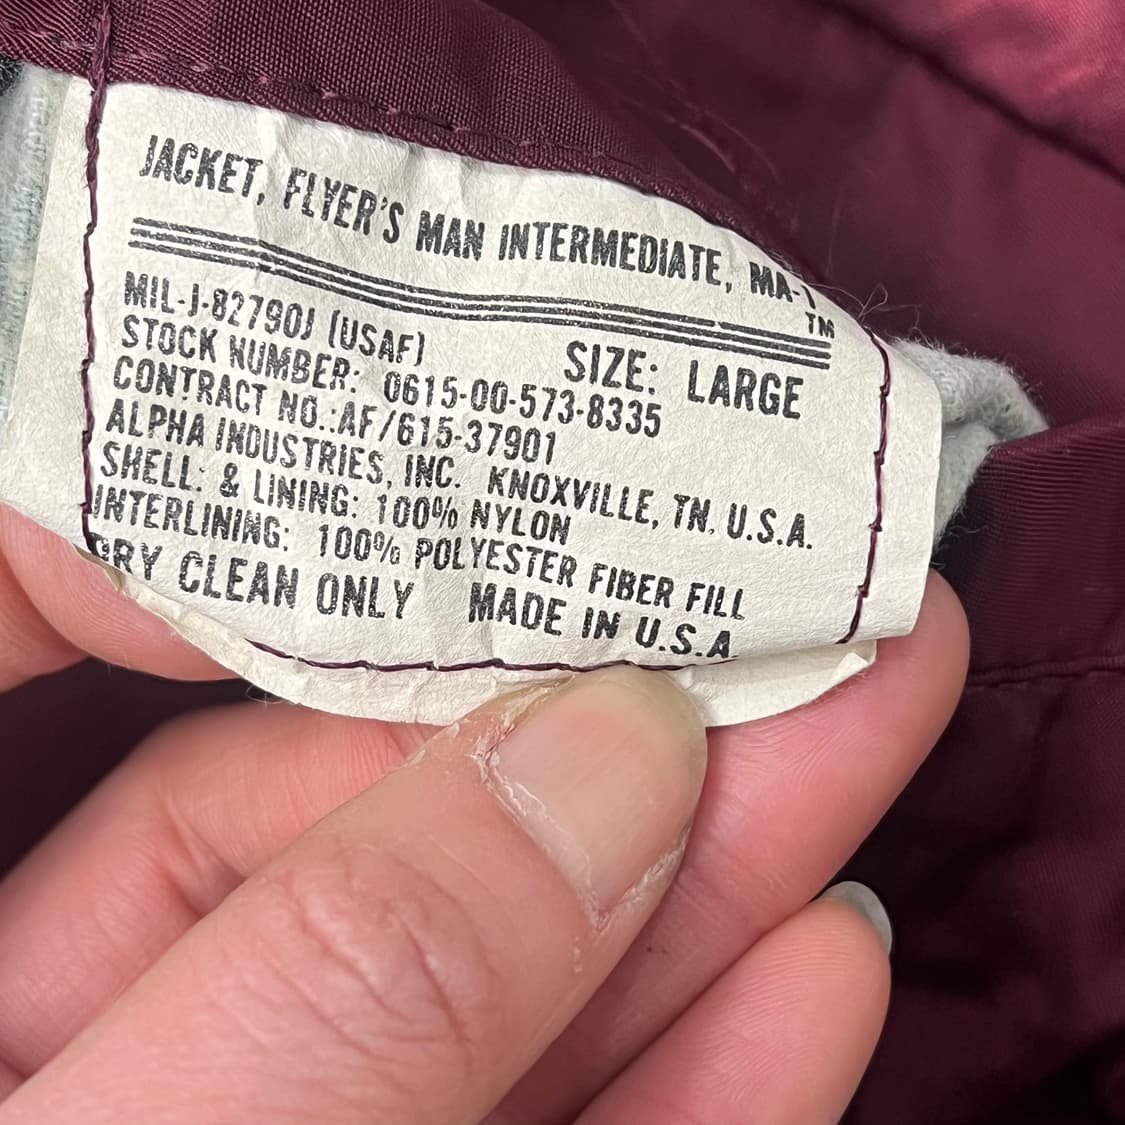 JACKET, FLYER'S MAN INTERMEDIATE, MA-1
TM
MIL-J-82790J (USAF)
SIZE: LARGE
STOCK NUMBER: 0615-00-573-8335
CONTRACT NO.:AF/615-37901
ALPHA INDUSTRIES, INC. KNOXVILLE, TN. U.S.A.
SHELL: & LINING: 100% NYLON
INTERLINING: 100% POLYESTER FIBER FILL
DRY CLEAN ONLY MADE IN U.S.A.